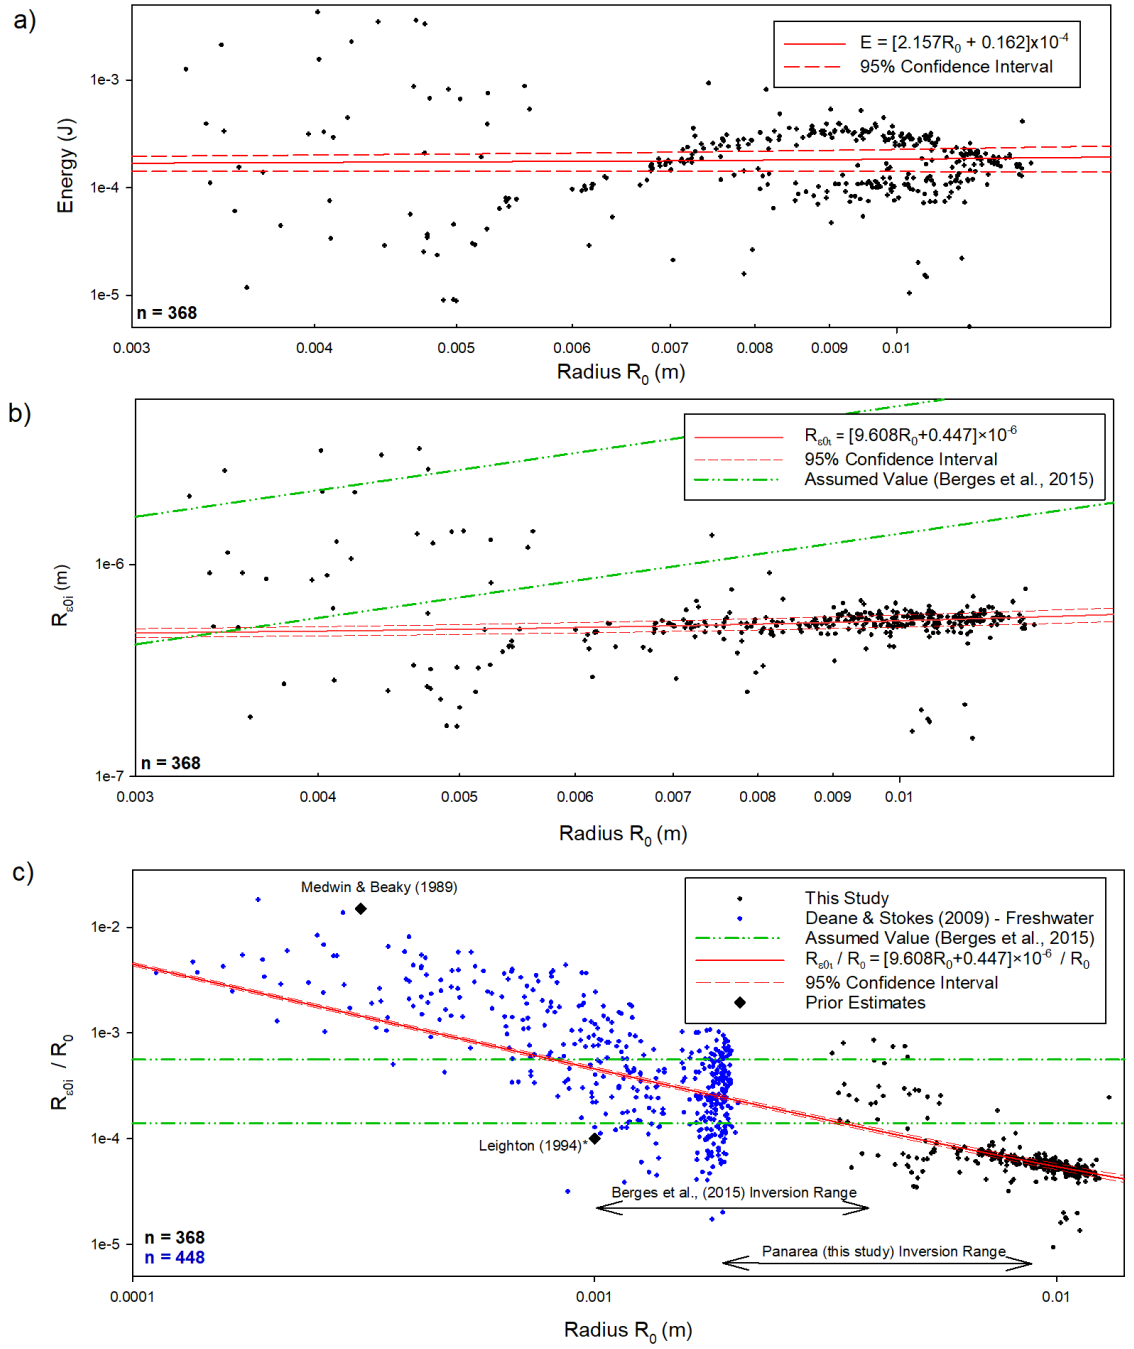 a)
E = [2.157R₀ + 0.162]x10⁻⁴
95% Confidence Interval
Energy (J)
1e-3
1e-4
1e-5
n = 368
0.003
0.004
0.005
0.006
0.007
0.008
0.009
0.01
Radius R₀ (m)
b)
Rε0ι = [9.608R₀+0.447]×10⁻⁶
95% Confidence Interval
Assumed Value (Berges et al., 2015)
Rε0i (m)
1e-6
1e-7
n = 368
0.003
0.004
0.005
0.006
0.007
0.008
0.009
0.01
Radius R₀ (m)
c)
Medwin & Beaky (1989)
This Study
Deane & Stokes (2009) - Freshwater
Assumed Value (Berges et al., 2015)
Rε0ι / R₀ = [9.608R₀+0.447]×10⁻⁶ / R₀
95% Confidence Interval
Prior Estimates
Rε0i / R₀
1e-2
1e-3
1e-4
1e-5
Leighton (1994)*
Berges et al., (2015) Inversion Range
Panarea (this study) Inversion Range
n = 368
n = 448
0.0001
0.001
0.01
Radius R₀ (m)